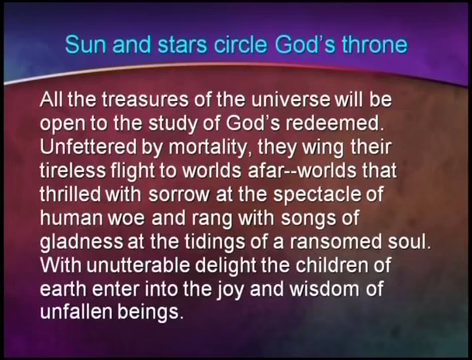 Sun and stars circle God's throne
All the treasures of the universe will be
open to the study of God's redeemed.
Unfettered by mortality, they wing their
tireless flight to worlds afar--worlds that
thrilled with sorrow at the spectacle of
human woe and rang with songs of
gladness at the tidings of a ransomed soul.
With unutterable delight the children of
earth enter into the joy and wisdom of
unfallen beings.